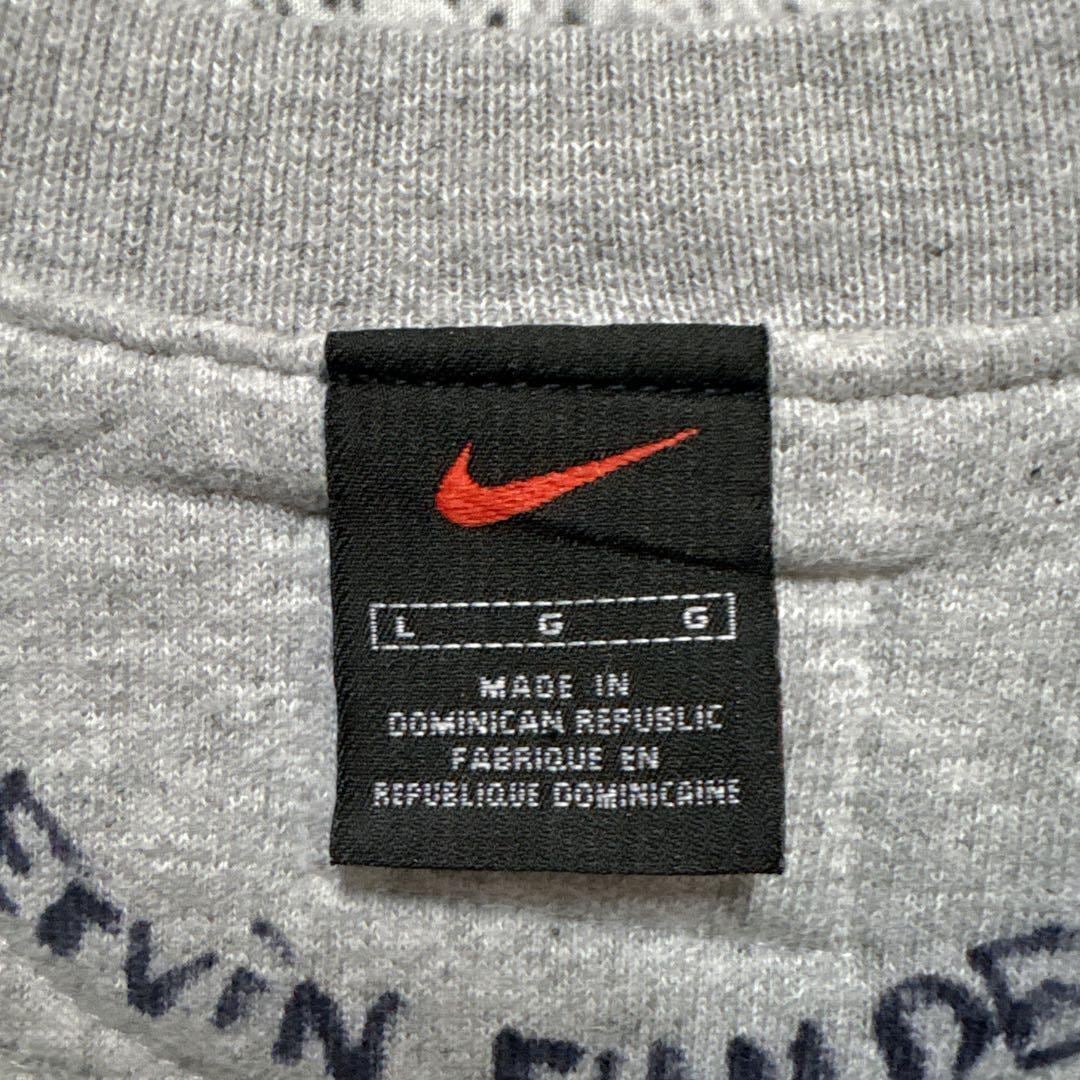 L G G
MADE IN
DOMINICAN REPUBLIC
FABRIQUE EN
REPUBLIQUE DOMINICAINE